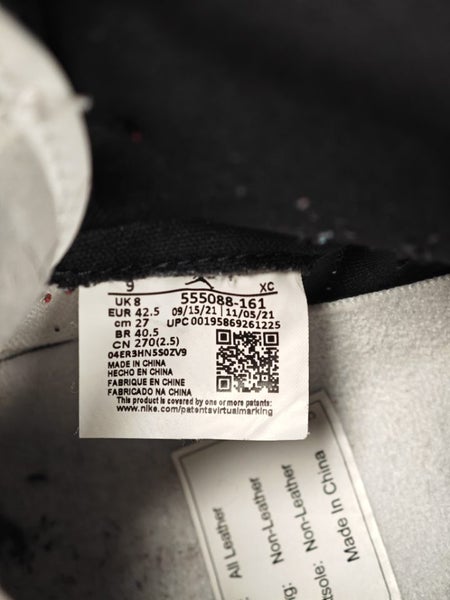 9 XC
UK 8 555088-161
EUR 42.5 09/15/21 11/05/21
cm 27 UPC 00195869261225
BR 40.5
CN 270(2.5)
04ER3HN5S0ZV9
MADE IN CHINA
HECHO EN CHINA
FABRIQUE EN CHINE
FABRICADO NA CHINA
This product is covered by one or more patents:
www.nike.com/patentsvirtualmarking
All Leather
Non-Leather
Non-Leather
Made In China